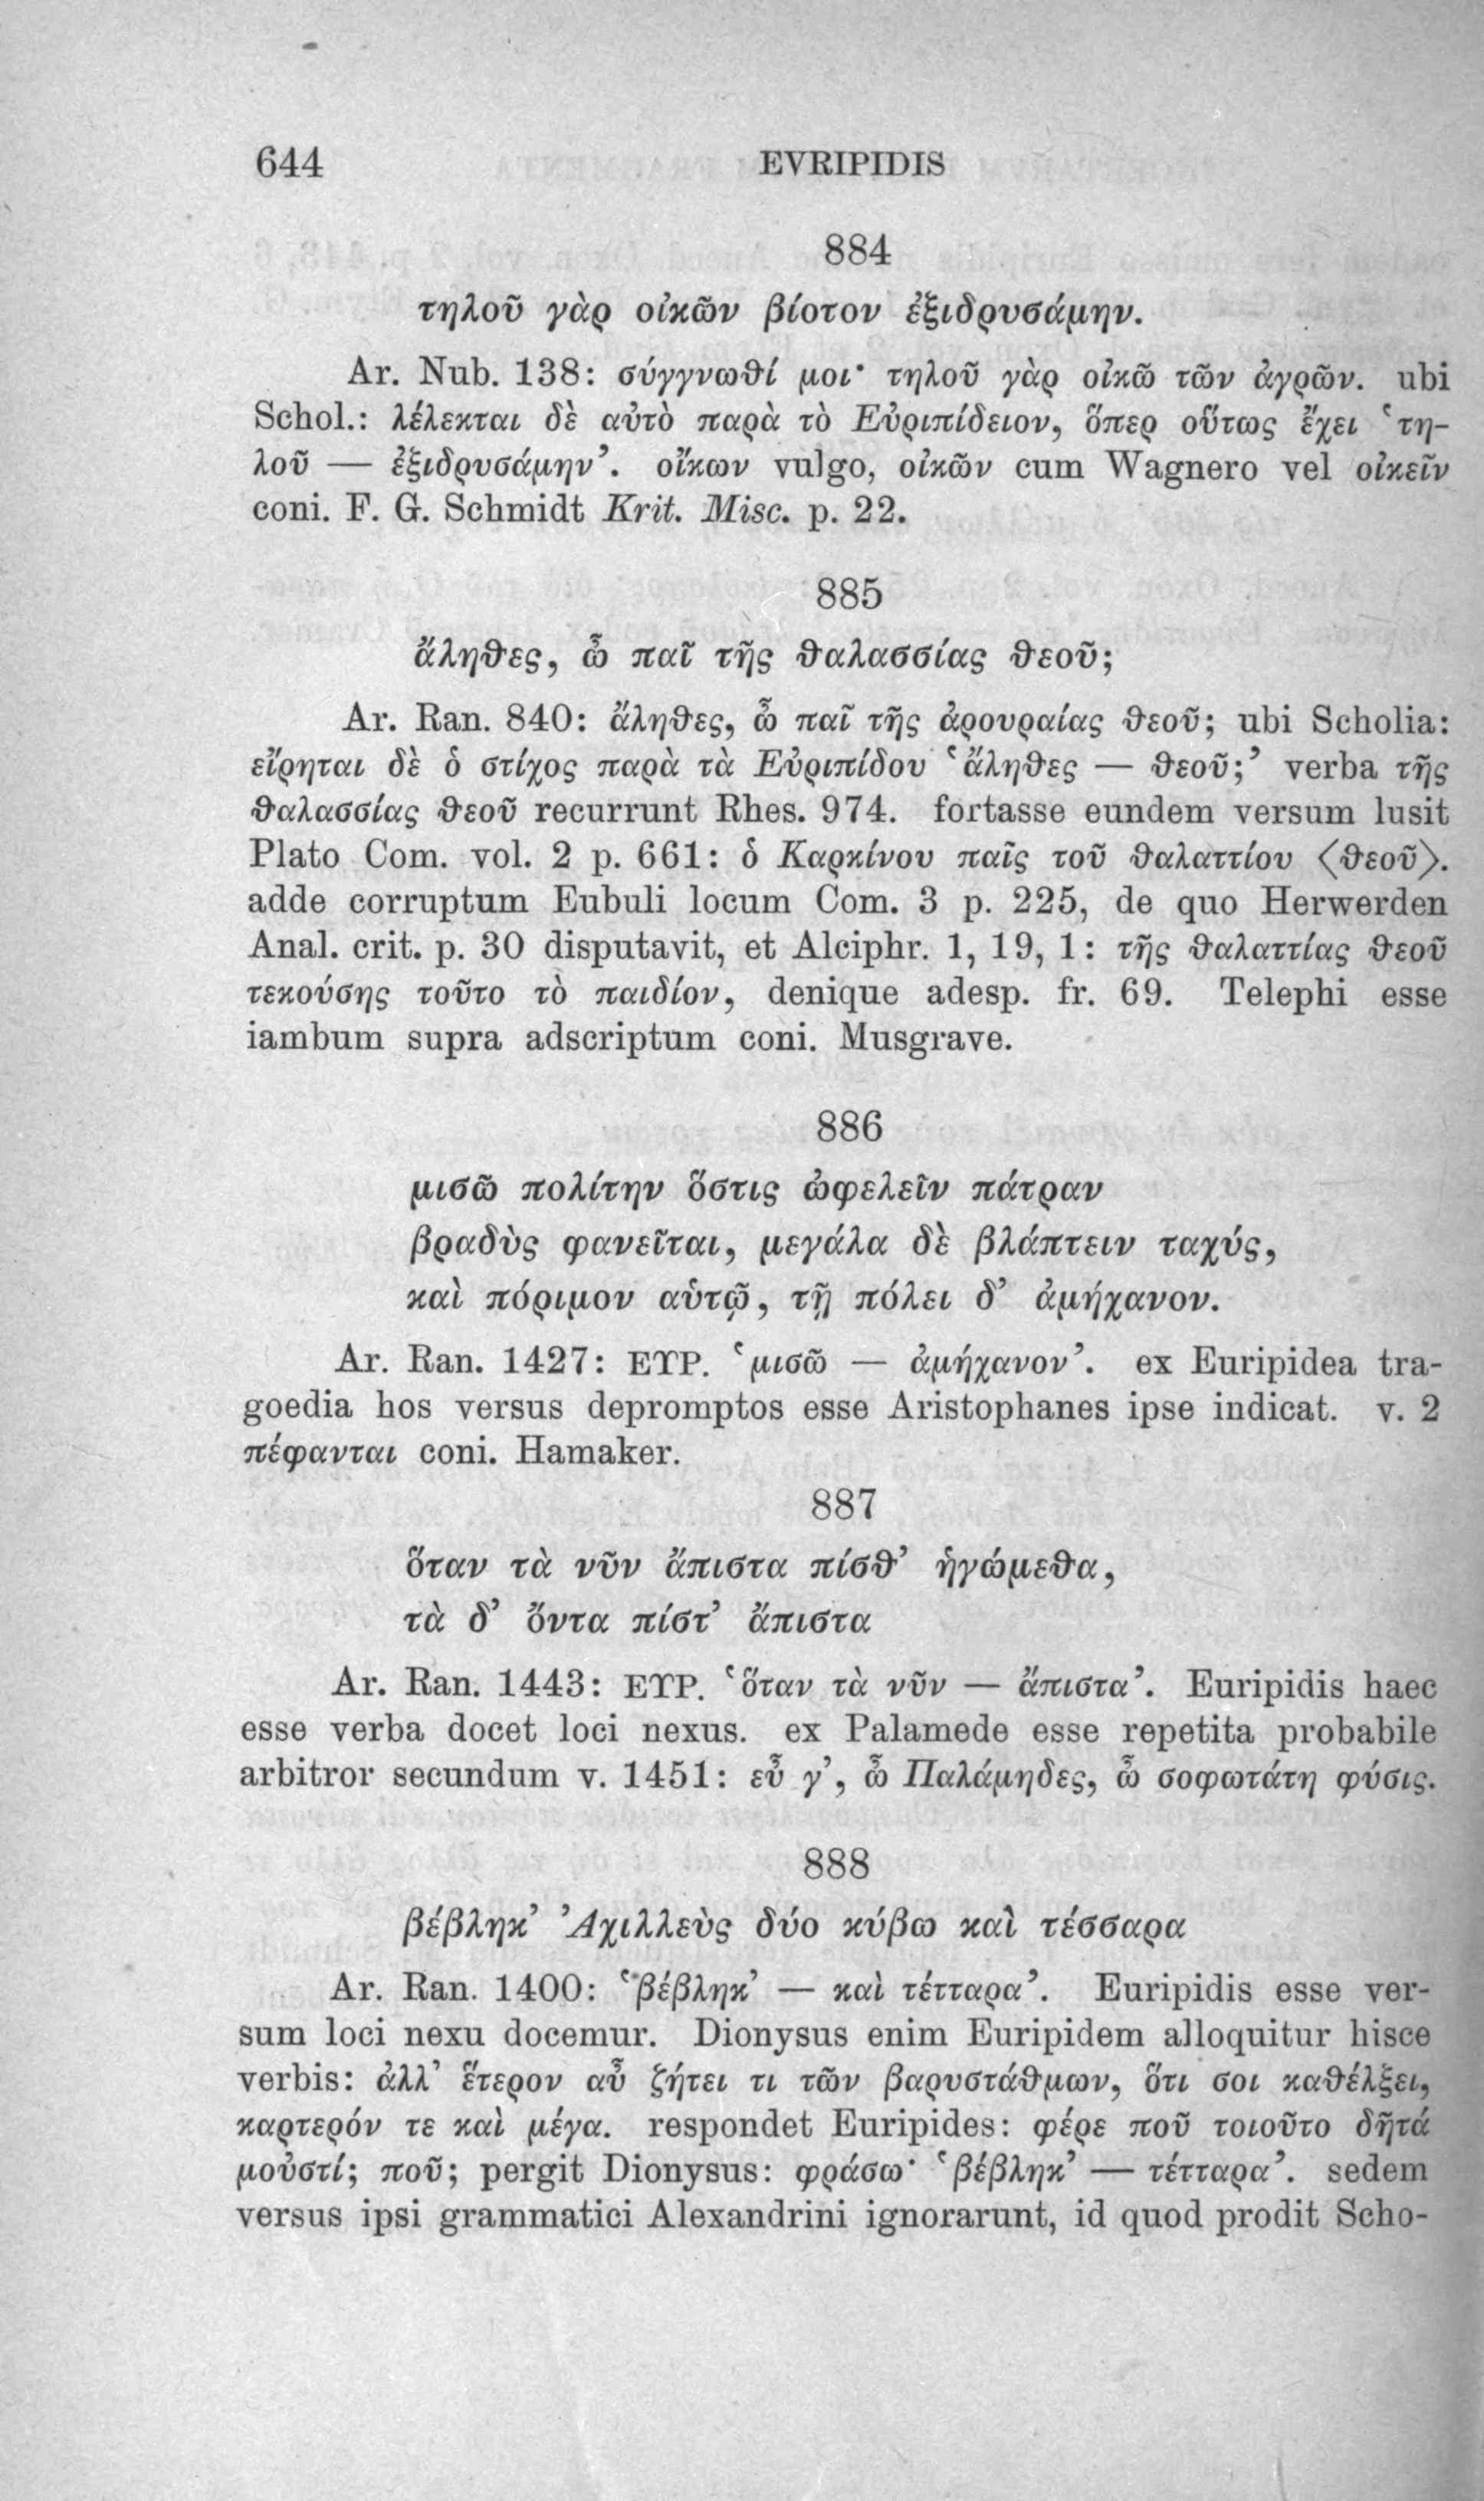 644 EVRIPIDIS
884
τηλοῦ γὰρ οἰκῶν βίοτον ἐξιδρυσάμην.
Ar. Nub. 138: σύγγνωθί μοι· τηλοῦ γὰρ οἰκῶ τῶν ἀγρῶν. ubi
Schol.: λέλεκται δὲ αὐτὸ παρὰ τὸ Εὐριπίδειον, ὅπερ οὕτως ἔχει ‘τη-
λοῦ — ἐξιδρυσάμην’. οἴκων vulgo, οἰκῶν cum Wagnero vel οἰκεῖν
coni. F. G. Schmidt Krit. Misc. p. 22.
885
ἄληθες, ὦ παῖ τῆς θαλασσίας θεοῦ;
Ar. Ran. 840: ἄληθες, ὦ παῖ τῆς ἀρουραίας θεοῦ; ubi Scholia:
εἴρηται δὲ ὁ στίχος παρὰ τὰ Εὐριπίδου ‘ἄληθες — θεοῦ;’ verba τῆς
θαλασσίας θεοῦ recurrunt Rhes. 974. fortasse eundem versum lusit
Plato Com. vol. 2 p. 661: ὁ Καρκίνου παῖς τοῦ θαλαττίου ⟨θεοῦ⟩.
adde corruptum Eubuli locum Com. 3 p. 225, de quo Herwerden
Anal. crit. p. 30 disputavit, et Alciphr. 1, 19, 1: τῆς θαλαττίας θεοῦ
τεκούσης τοῦτο τὸ παιδίον, denique adesp. fr. 69. Telephi esse
iambum supra adscriptum coni. Musgrave.
886
μισῶ πολίτην ὅστις ὠφελεῖν πάτραν
βραδὺς φανεῖται, μεγάλα δὲ βλάπτειν ταχύς,
καὶ πόριμον αὑτῷ, τῇ πόλει δ’ ἀμήχανον.
Ar. Ran. 1427: ΕΥΡ. ‘μισῶ — ἀμήχανον’. ex Euripidea tra-
goedia hos versus depromptos esse Aristophanes ipse indicat. v. 2
πέφανται coni. Hamaker.
887
ὅταν τὰ νῦν ἄπιστα πίσθ’ ἡγώμεθα,
τὰ δ’ ὄντα πίστ’ ἄπιστα
Ar. Ran. 1443: ΕΥΡ. ‘ὅταν τὰ νῦν — ἄπιστα’. Euripidis haec
esse verba docet loci nexus. ex Palamede esse repetita probabile
arbitror secundum v. 1451: εὖ γ’, ὦ Παλάμηδες, ὦ σοφωτάτη φύσις.
888
βέβληκ’ Ἀχιλλεὺς δύο κύβω καὶ τέσσαρα
Ar. Ran. 1400: ‘βέβληκ’ — καὶ τέτταρα’. Euripidis esse ver-
sum loci nexu docemur. Dionysus enim Euripidem alloquitur hisce
verbis: ἀλλ’ ἕτερον αὖ ζήτει τι τῶν βαρυστάθμων, ὅτι σοι καθέλξει,
καρτερόν τε καὶ μέγα. respondet Euripides: φέρε ποῦ τοιοῦτο δῆτά
μοὐστί; ποῦ; pergit Dionysus: φράσω· ‘βέβληκ’ — τέτταρα’. sedem
versus ipsi grammatici Alexandrini ignorarunt, id quod prodit Scho-